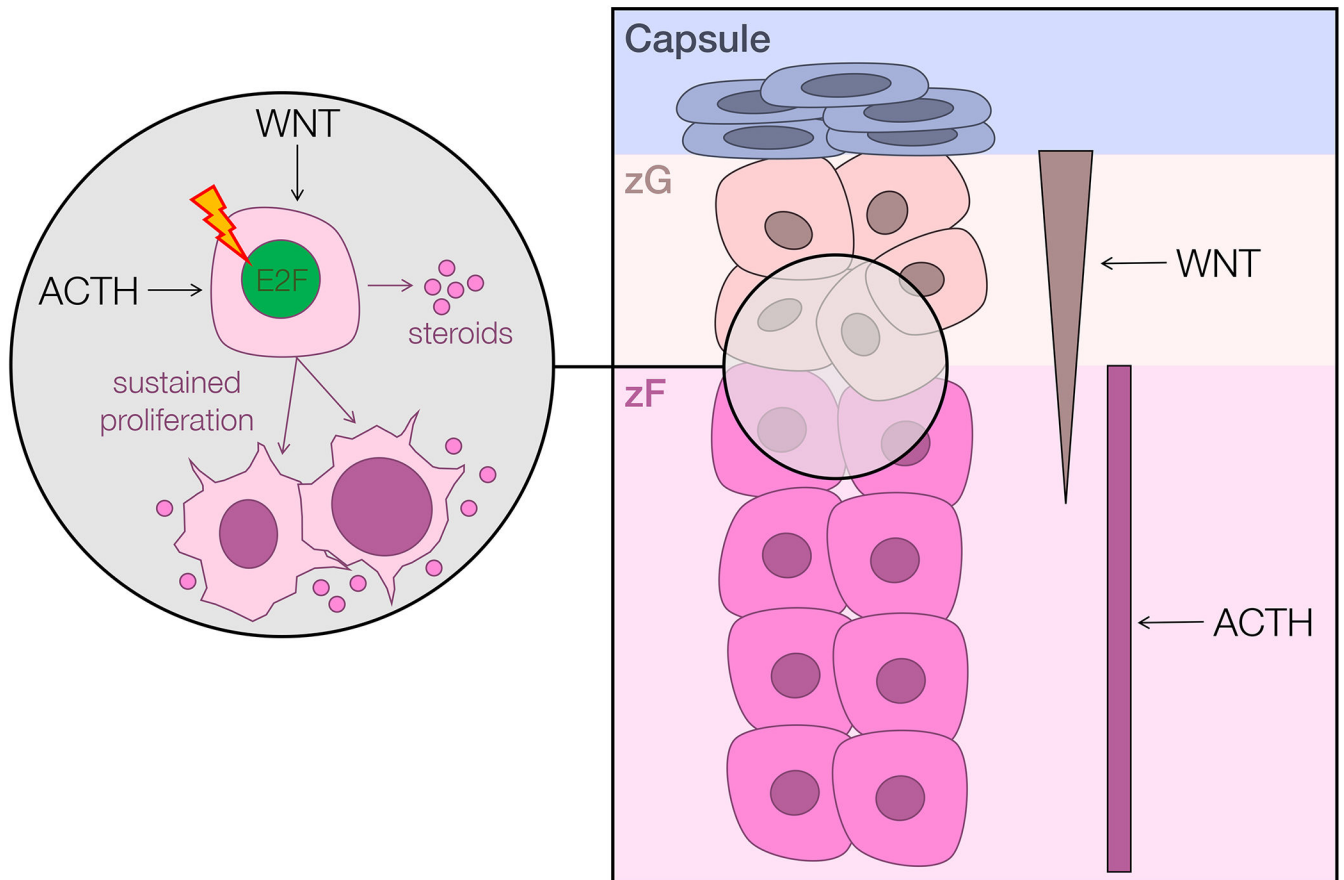 WNT
ACTH
E2F
steroids
sustained
proliferation
Capsule
zG
WNT
zF
ACTH